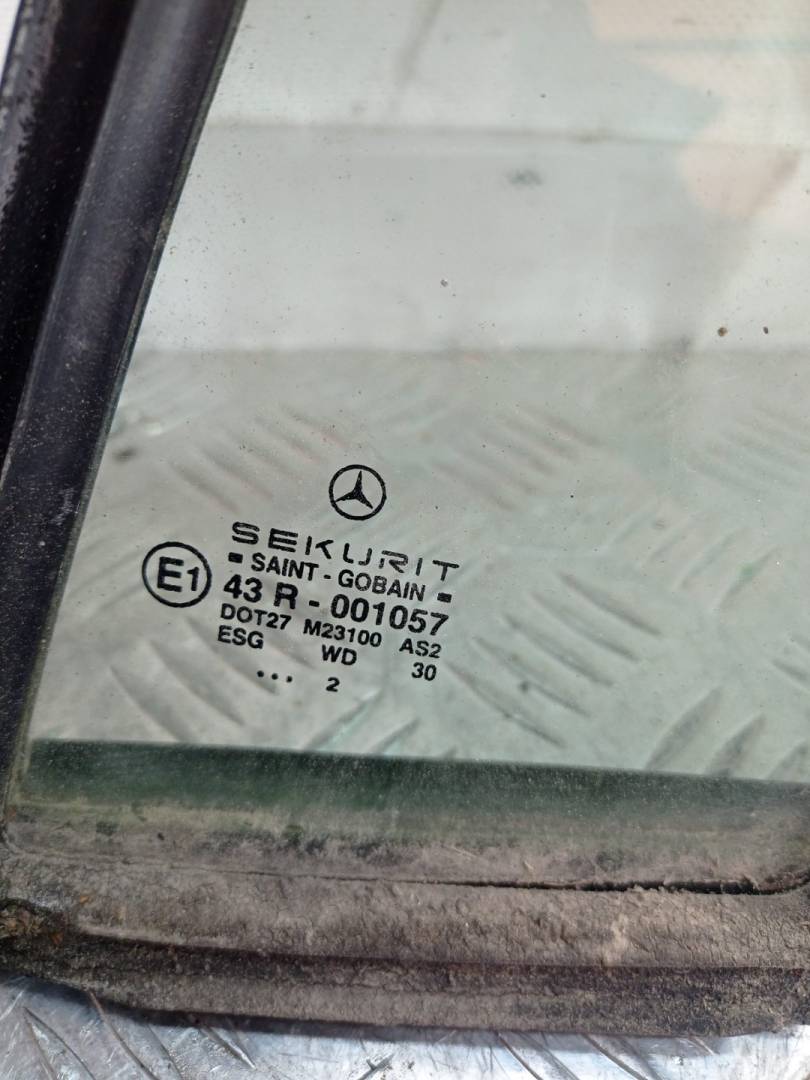 SEKURIT
▪ SAINT - GOBAIN ▪
E1
43 R - 001057
DOT27 M23100 AS2
ESG WD 30
... 2